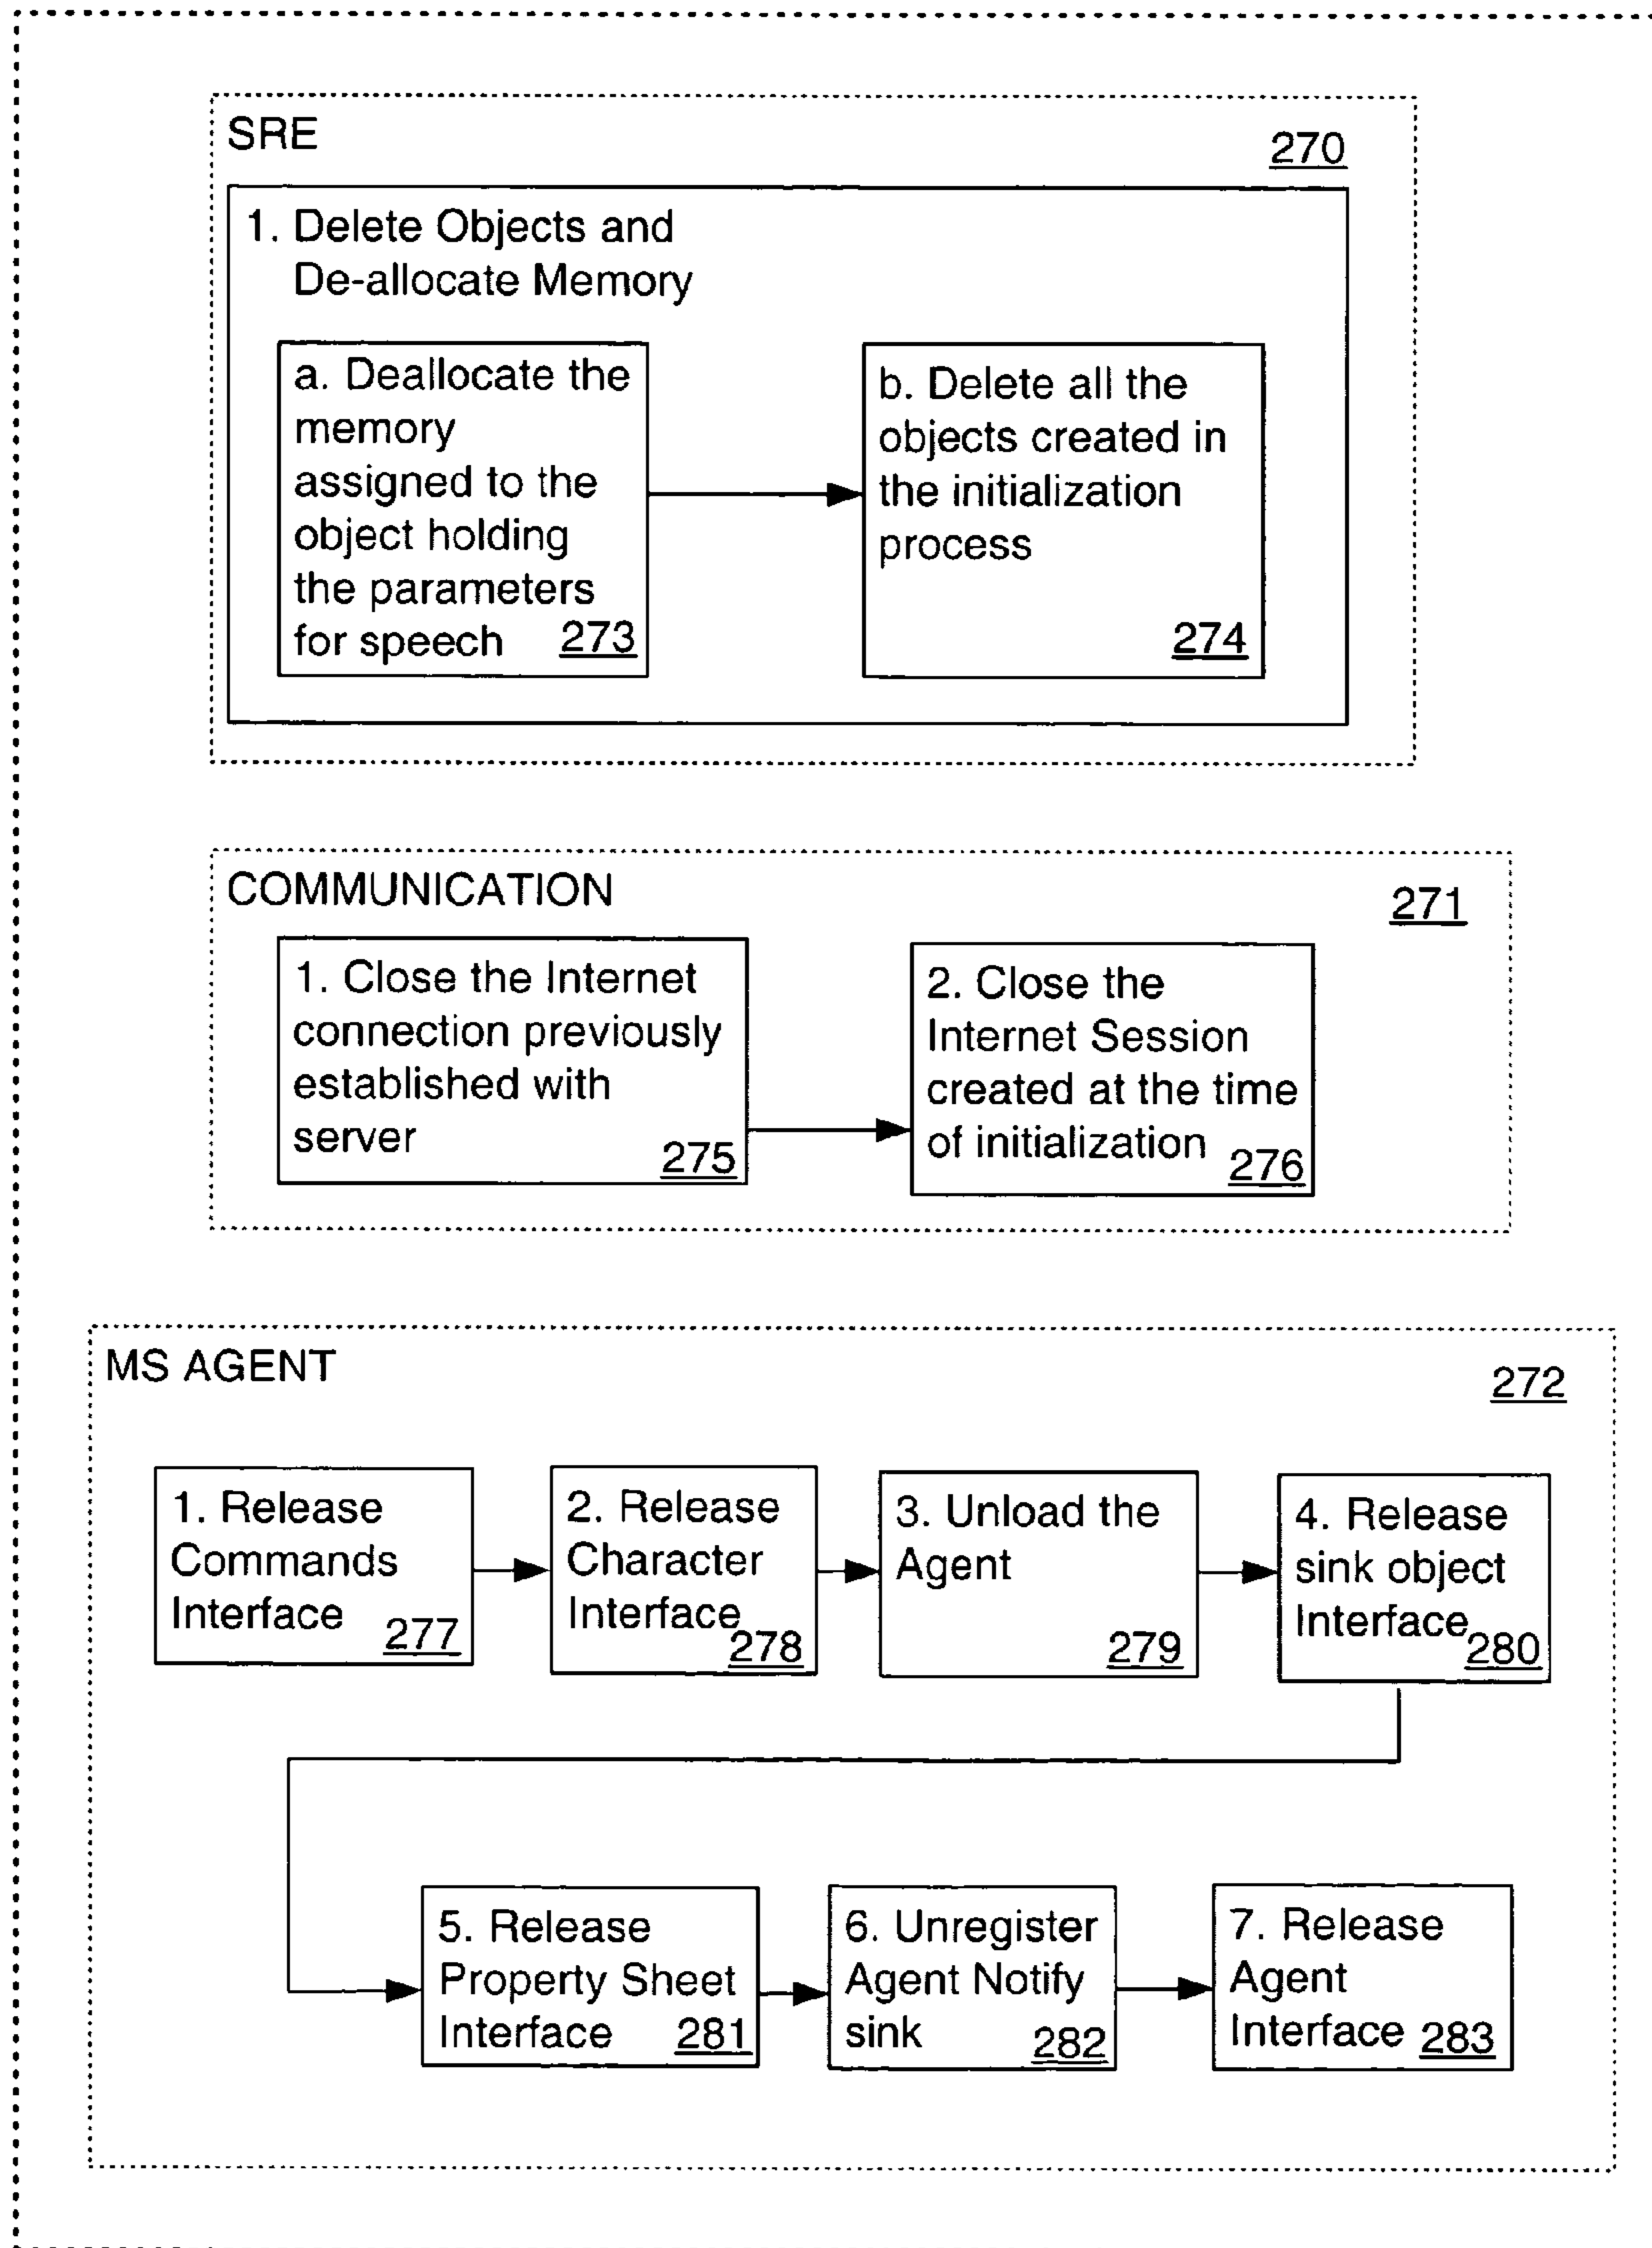 SRE
270
1. Delete Objects and
De-allocate Memory
a. Deallocate the
memory
assigned to the
object holding
the parameters
for speech 273
b. Delete all the
objects created in
the initialization
process
274
COMMUNICATION
271
1. Close the Internet
connection previously
established with
server
275
2. Close the
Internet Session
created at the time
of initialization
276
MS AGENT
272
1. Release
Commands
Interface
277
2. Release
Character
Interface
278
3. Unload the
Agent
279
4. Release
sink object
Interface
280
5. Release
Property Sheet
Interface 281
6. Unregister
Agent Notify
sink 282
7. Release
Agent
Interface 283